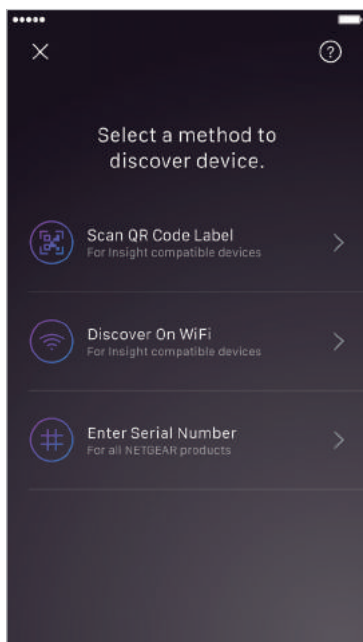 Select a method to
discover device.
Scan QR Code Label
For Insight compatible devices
Discover On WiFi
For Insight compatible devices
Enter Serial Number
For all NETGEAR products